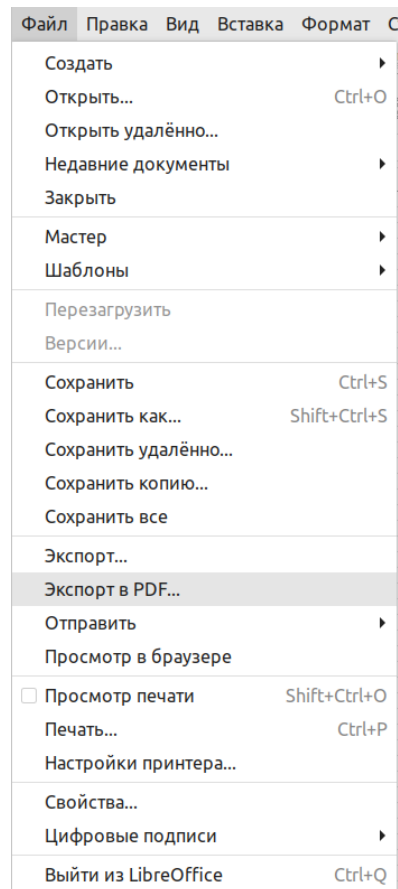 Файл Правка Вид Вставка Формат С
Создать
Открыть... Ctrl+O
Открыть удалённо...
Недавние документы
Закрыть
Мастер
Шаблоны
Перезагрузить
Версии...
Сохранить Ctrl+S
Сохранить как... Shift+Ctrl+S
Сохранить удалённо...
Сохранить копию...
Сохранить все
Экспорт...
Экспорт в PDF...
Отправить
Просмотр в браузере
Просмотр печати Shift+Ctrl+O
Печать... Ctrl+P
Настройки принтера...
Свойства...
Цифровые подписи
Выйти из LibreOffice Ctrl+Q